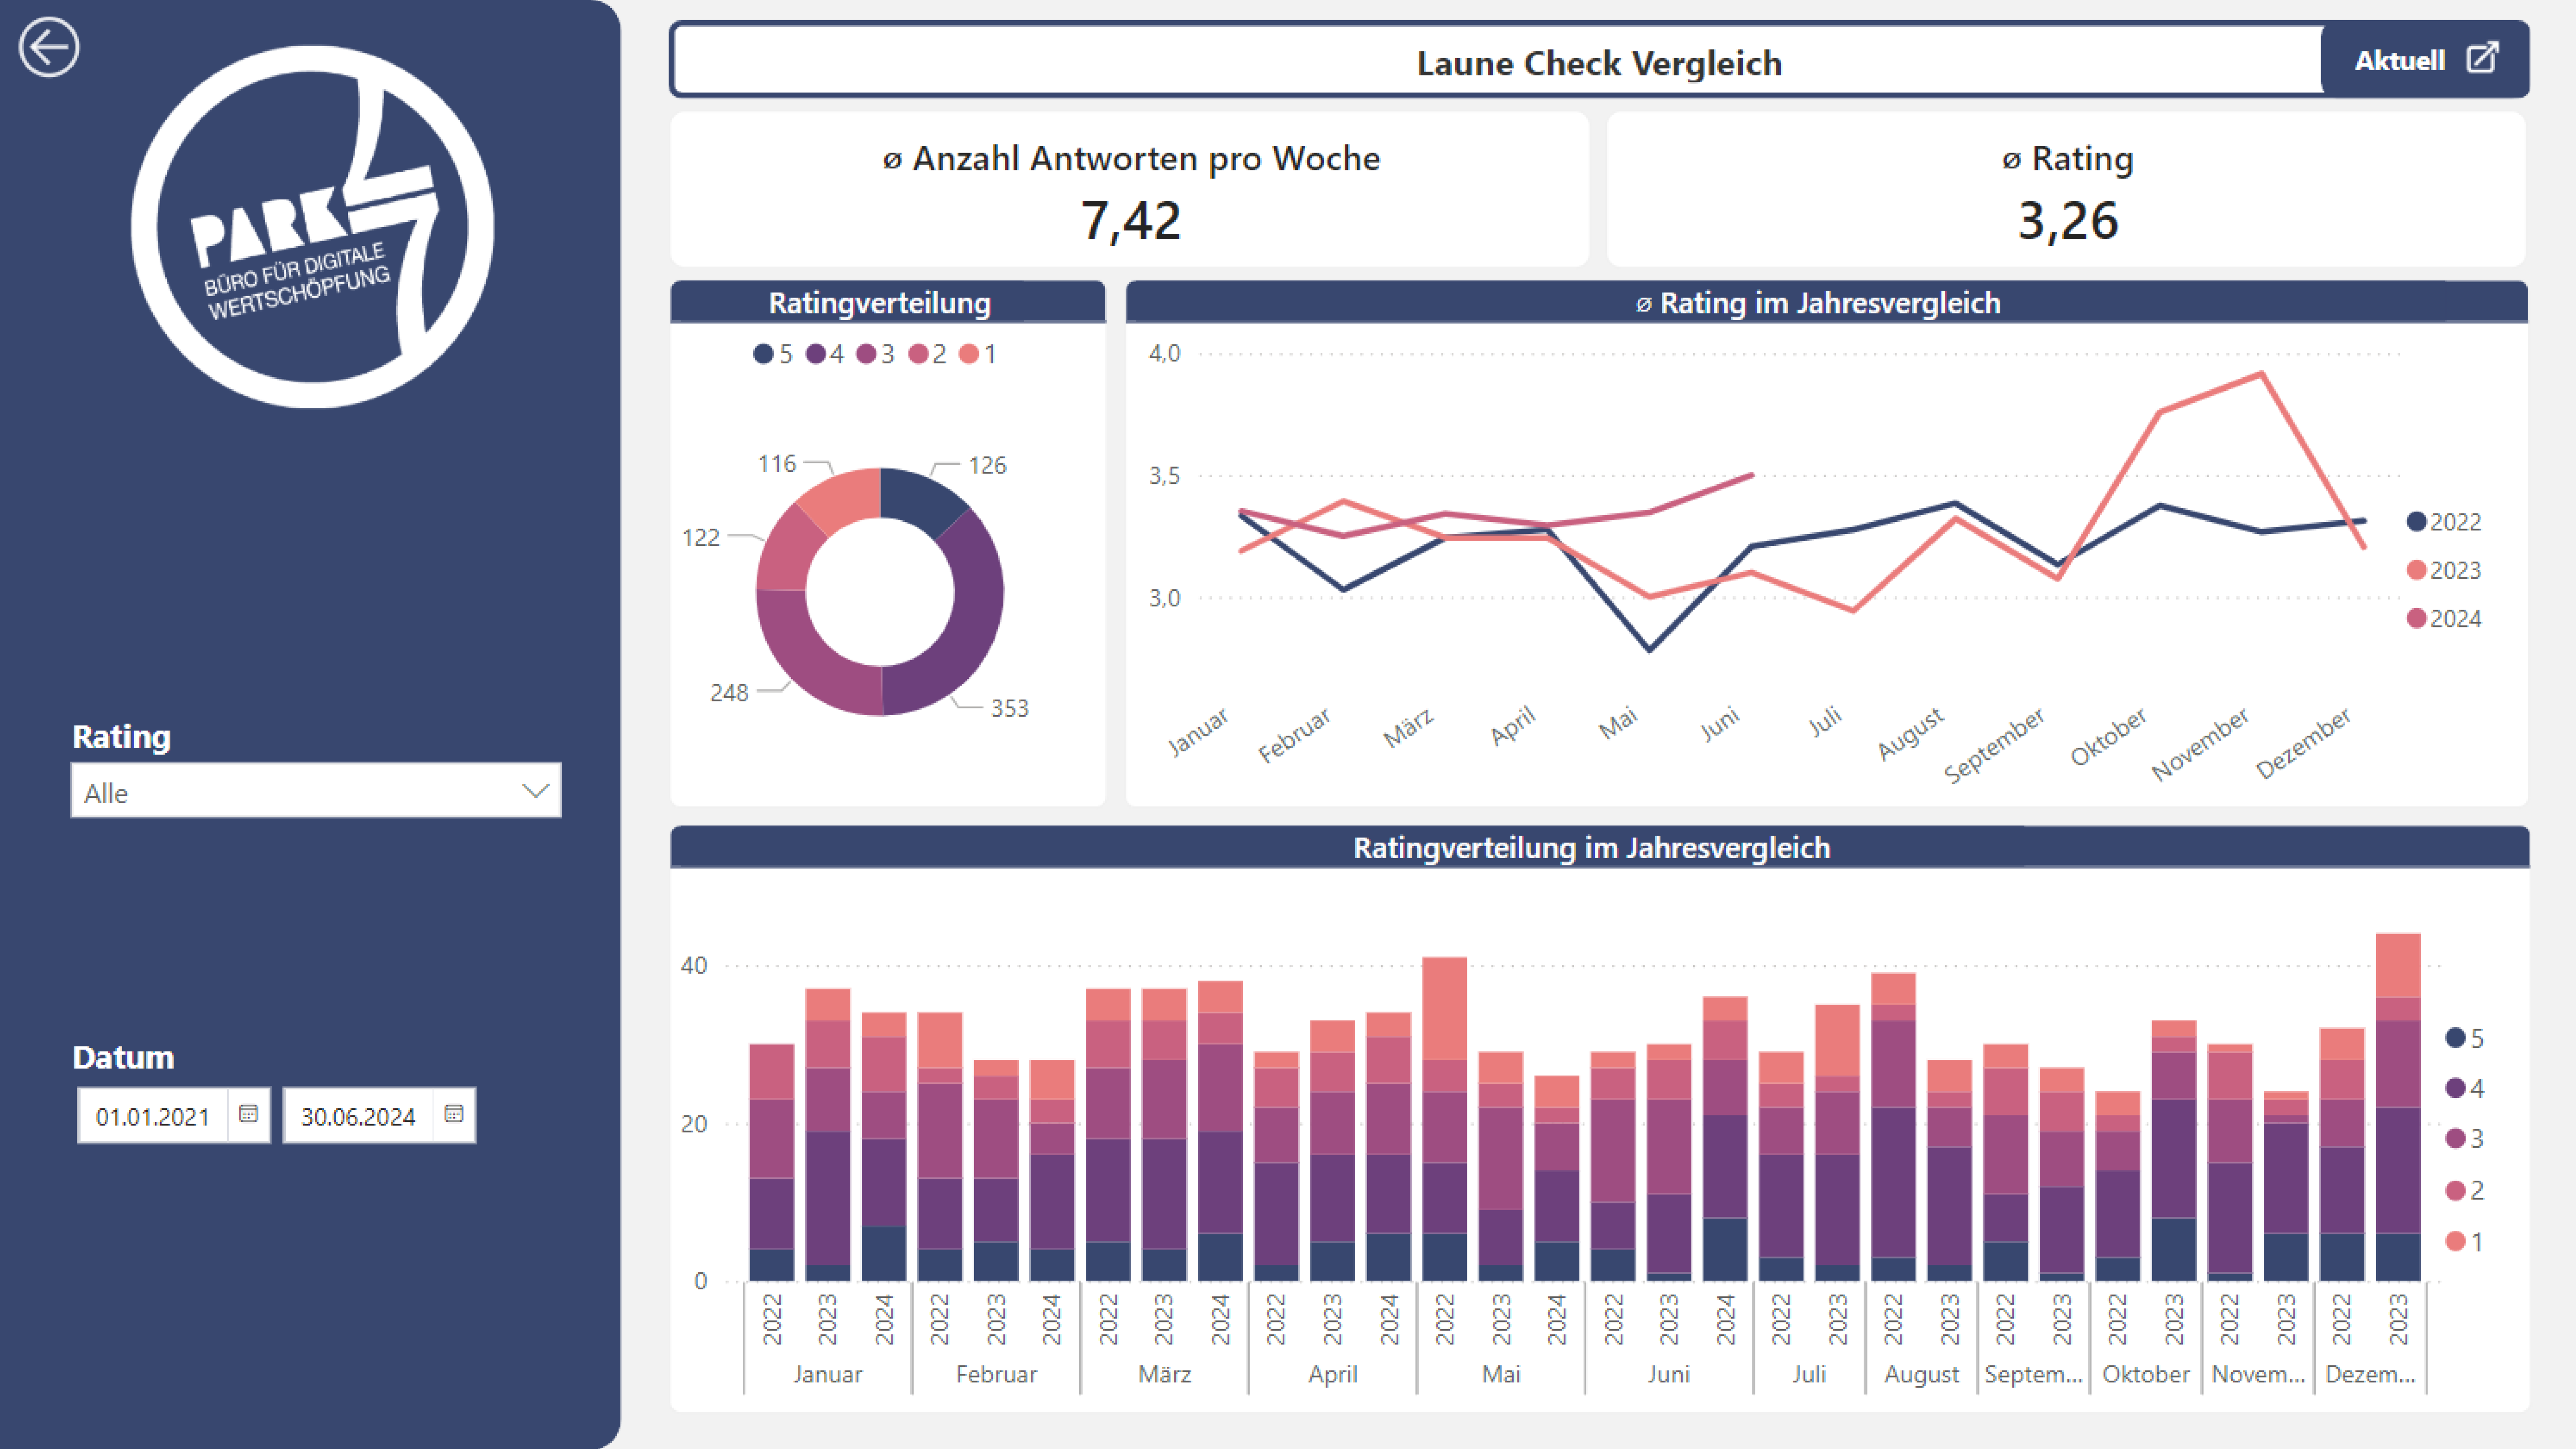 PARK
27
BÜRO FÜR DIGITALE
WERTSCHÖPFUNG
Rating
Alle
Datum
01.01.2021 30.06.2024
Laune Check Vergleich
Aktuell
ø Anzahl Antworten pro Woche
7,42
ø Rating
3,26
Ratingverteilung
5 4 3 2 1
116 126
122
248
353
ø Rating im Jahresvergleich
4,0
3,5
3,0
2022
2023
2024
Januar Februar März April Mai Juni Juli August September Oktober November Dezember
Ratingverteilung im Jahresvergleich
40
20
0
5
4
3
2
1
2022 2023 2024 2022 2023 2024 2022 2023 2024 2022 2023 2024 2022 2023 2024 2022 2023 2024 2022 2023 2022 2023 2022 2023 2022 2023 2022 2023 2022 2023
Januar Februar März April Mai Juni Juli August Septem... Oktober Novem... Dezem...